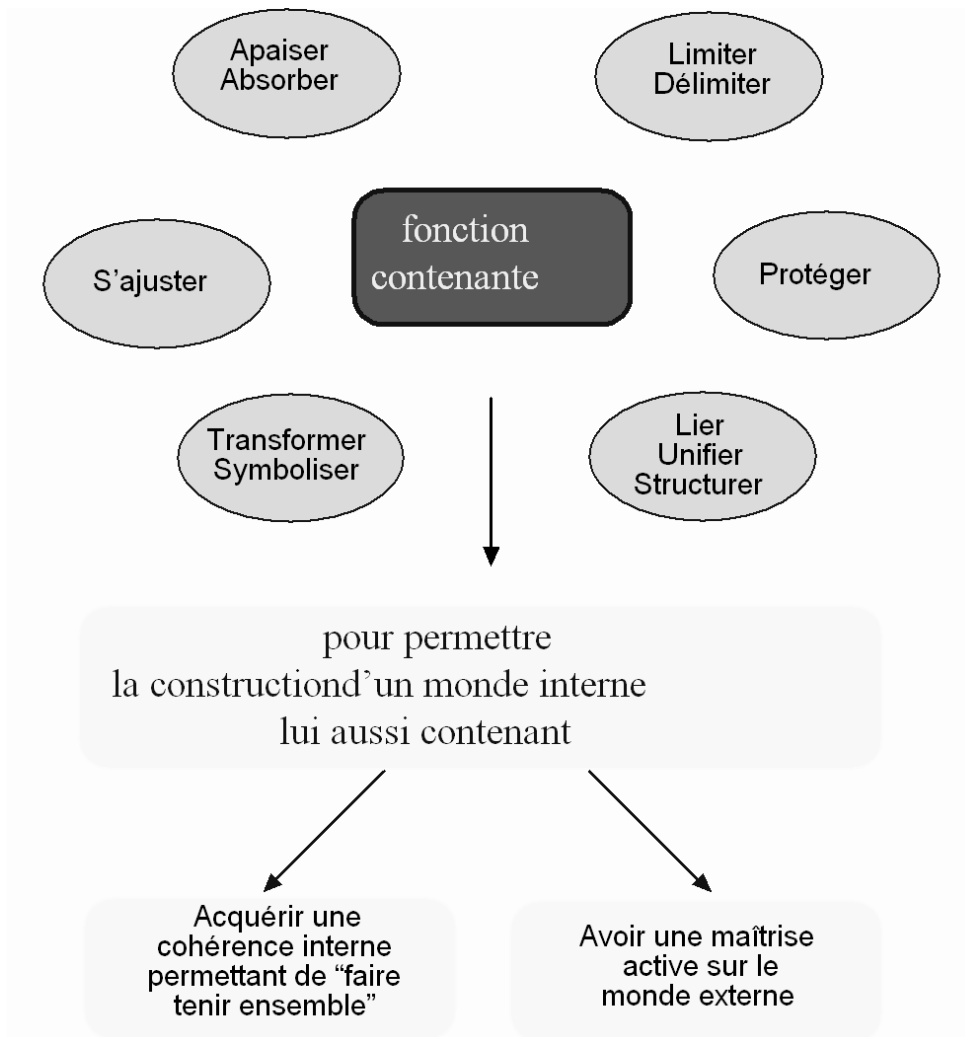 Apaiser
Absorber
Limiter
Délimiter
fonction
contenante
S'ajuster
Protéger
Transformer
Symboliser
Lier
Unifier
Structurer
pour permettre
la constructiond'un monde interne
lui aussi contenant
Acquérir une
cohérence interne
permettant de “faire
tenir ensemble”
Avoir une maîtrise
active sur le
monde externe